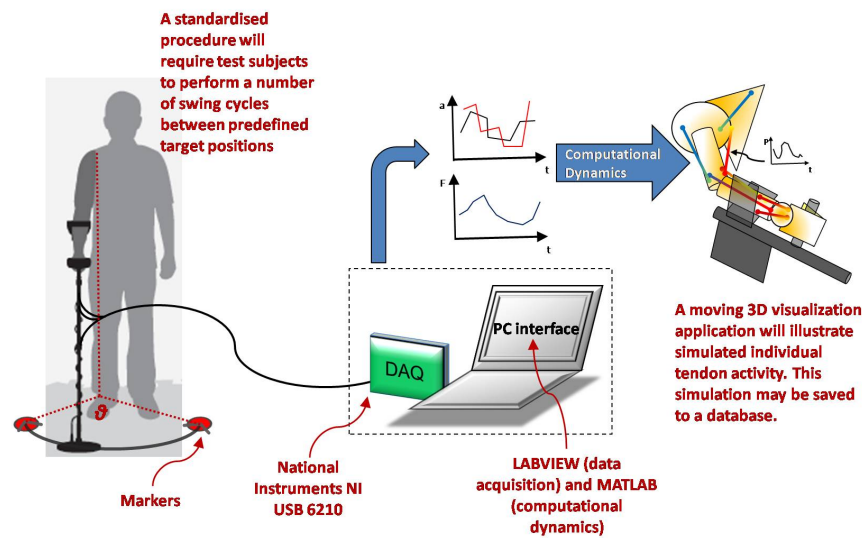 A standardised
procedure will
require test subjects
to perform a number
of swing cycles
between predefined
target positions
a
t
F
t
Computational
Dynamics
P
t
ϑ
Markers
DAQ
PC interface
National
Instruments NI
USB 6210
LABVIEW (data
acquisition) and MATLAB
(computational
dynamics)
A moving 3D visualization
application will illustrate
simulated individual
tendon activity. This
simulation may be saved
to a database.